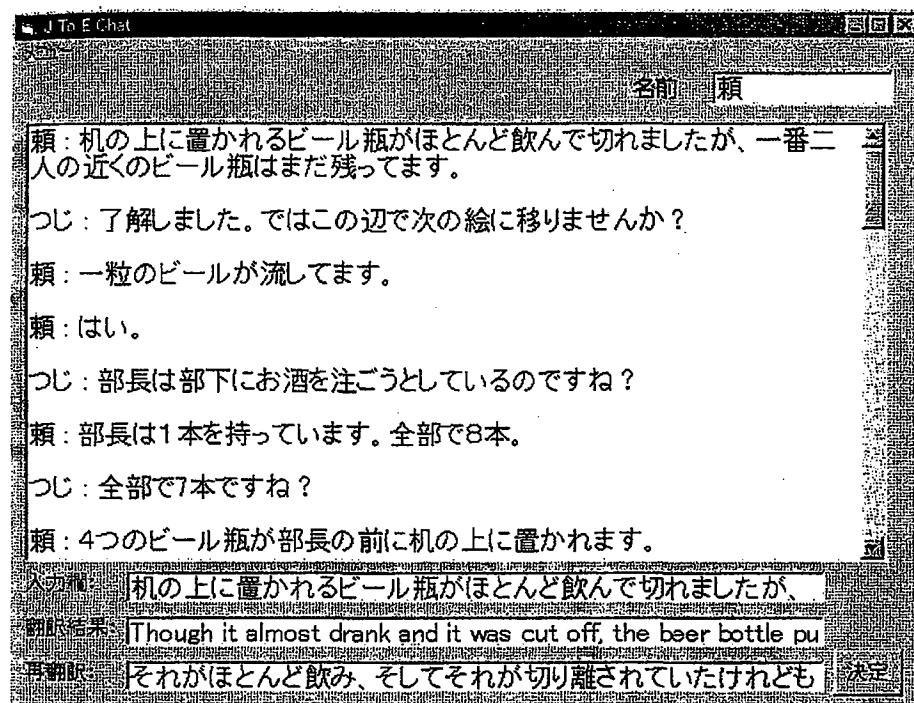 J To E Chat
名前 頼
頼：机の上に置かれるビール瓶がほとんど飲んで切れましたが、一番二
人の近くのビール瓶はまだ残ってます。
つじ：了解しました。ではこの辺で次の絵に移りませんか？
頼：一粒のビールが流してます。
頼：はい。
つじ：部長は部下にお酒を注ごうとしているのですね？
頼：部長は1本を持っています。全部で8本。
つじ：全部で7本ですね？
頼：4つのビール瓶が部長の前に机の上に置かれます。
入力欄： 机の上に置かれるビール瓶がほとんど飲んで切れましたが、
翻訳結果： Though it almost drank and it was cut off, the beer bottle pu
再翻訳： それがほとんど飲み、そしてそれが切り離されていたけれども 決定